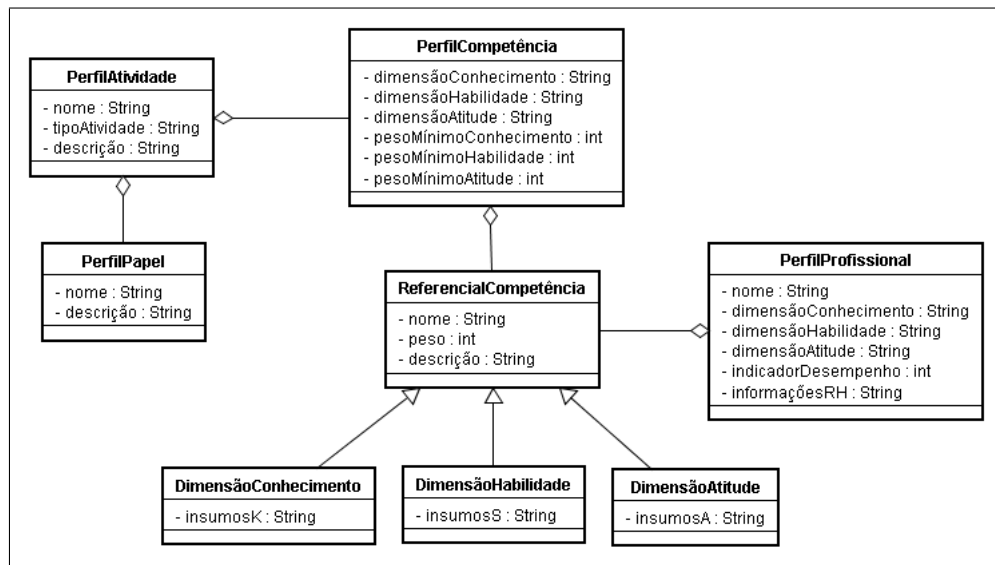 PerfilCompetência
- dimensãoConhecimento : String
- dimensãoHabilidade : String
- dimensãoAtitude : String
- pesoMínimoConhecimento : int
- pesoMínimoHabilidade : int
- pesoMínimoAtitude : int
PerfilAtividade
- nome : String
- tipoAtividade : String
- descrição : String
PerfilPapel
- nome : String
- descrição : String
ReferencialCompetência
- nome : String
- peso : int
- descrição : String
PerfilProfissional
- nome : String
- dimensãoConhecimento : String
- dimensãoHabilidade : String
- dimensãoAtitude : String
- indicadorDesempenho : int
- informaçõesRH : String
DimensãoConhecimento
- insumosK : String
DimensãoHabilidade
- insumosS : String
DimensãoAtitude
- insumosA : String